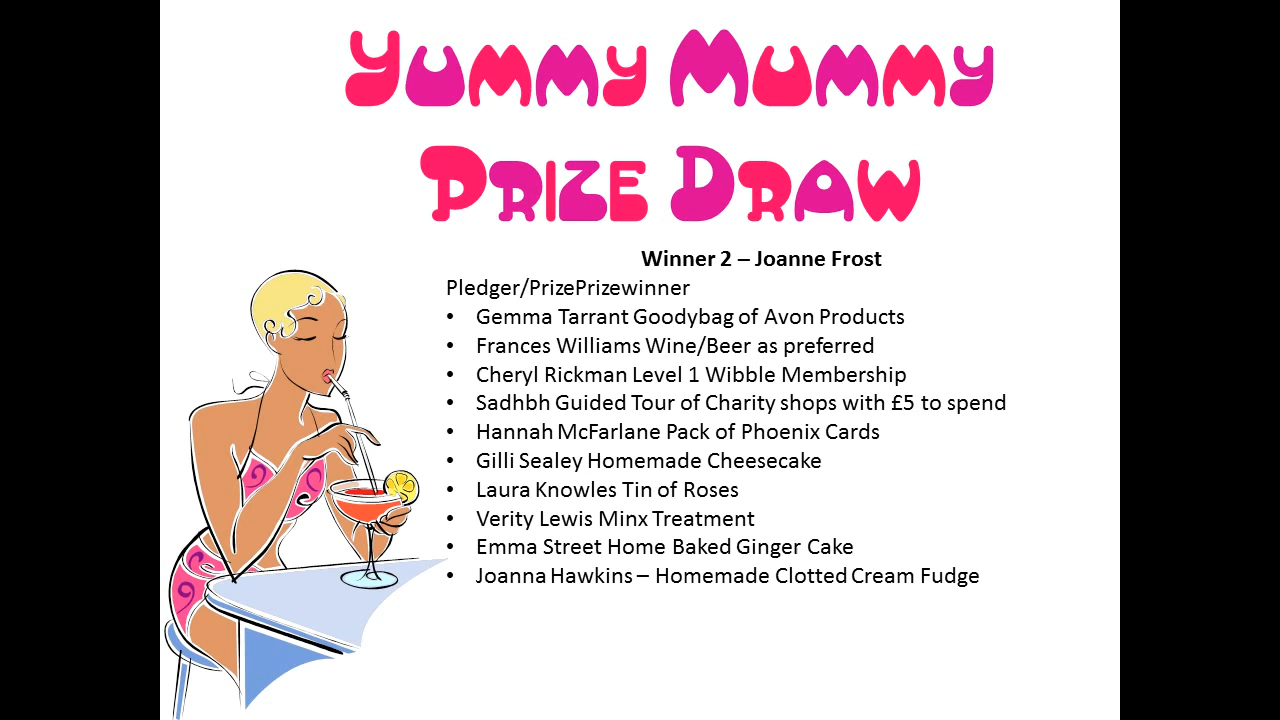 Yummy Mummy
Prize Draw
Winner 2 – Joanne Frost
Pledger/PrizePrizewinner
• Gemma Tarrant Goodybag of Avon Products
• Frances Williams Wine/Beer as preferred
• Cheryl Rickman Level 1 Wibble Membership
• Sadhbh Guided Tour of Charity shops with £5 to spend
• Hannah McFarlane Pack of Phoenix Cards
• Gilli Sealey Homemade Cheesecake
• Laura Knowles Tin of Roses
• Verity Lewis Minx Treatment
• Emma Street Home Baked Ginger Cake
• Joanna Hawkins – Homemade Clotted Cream Fudge